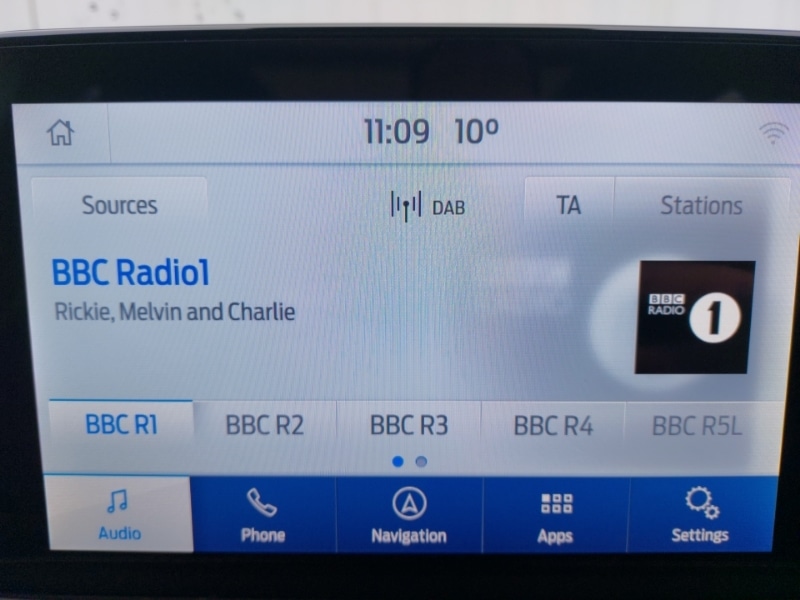 11:09 10º
Sources DAB TA Stations
BBC Radio1
Rickie, Melvin and Charlie
BBC
RADIO 1
BBC R1 BBC R2 BBC R3 BBC R4 BBC R5L
Audio Phone Navigation Apps Settings